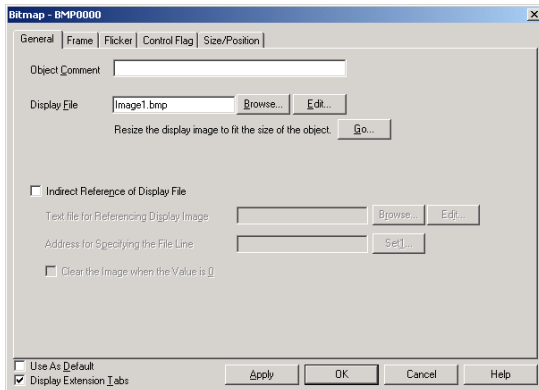 Bitmap - BMP0000
General Frame Flicker Control Flag Size/Position
Object Comment
Display File Image1.bmp Browse... Edit...
Resize the display image to fit the size of the object. Go...
Indirect Reference of Display File
Text file for Referencing Display Image Browse... Edit...
Address for Specifying the File Line Set1...
Clear the Image when the Value is 0
Use As Default
Display Extension Tabs Apply OK Cancel Help